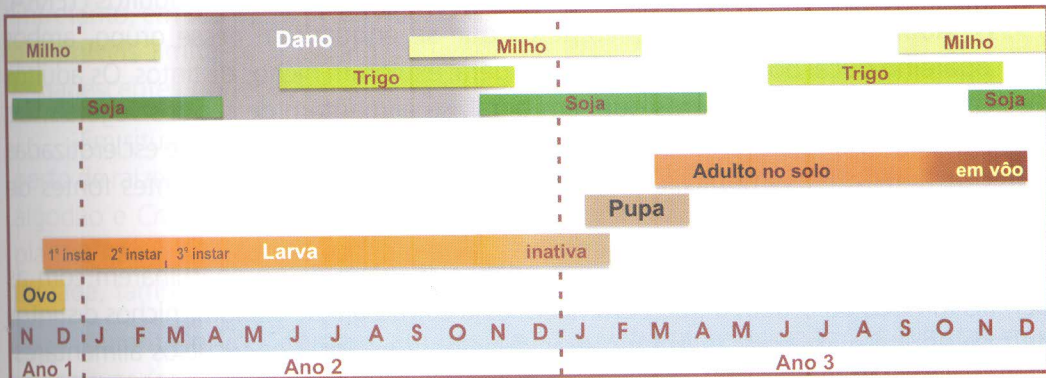 Dano
Milho Milho Milho
Trigo Trigo
Soja Soja Soja
Adulto no solo em vôo
Pupa
1º instar 2º instar 3º instar Larva inativa
Ovo
N D J F M A M J J A S O N D J F M A M J J A S O N D
Ano 1 Ano 2 Ano 3